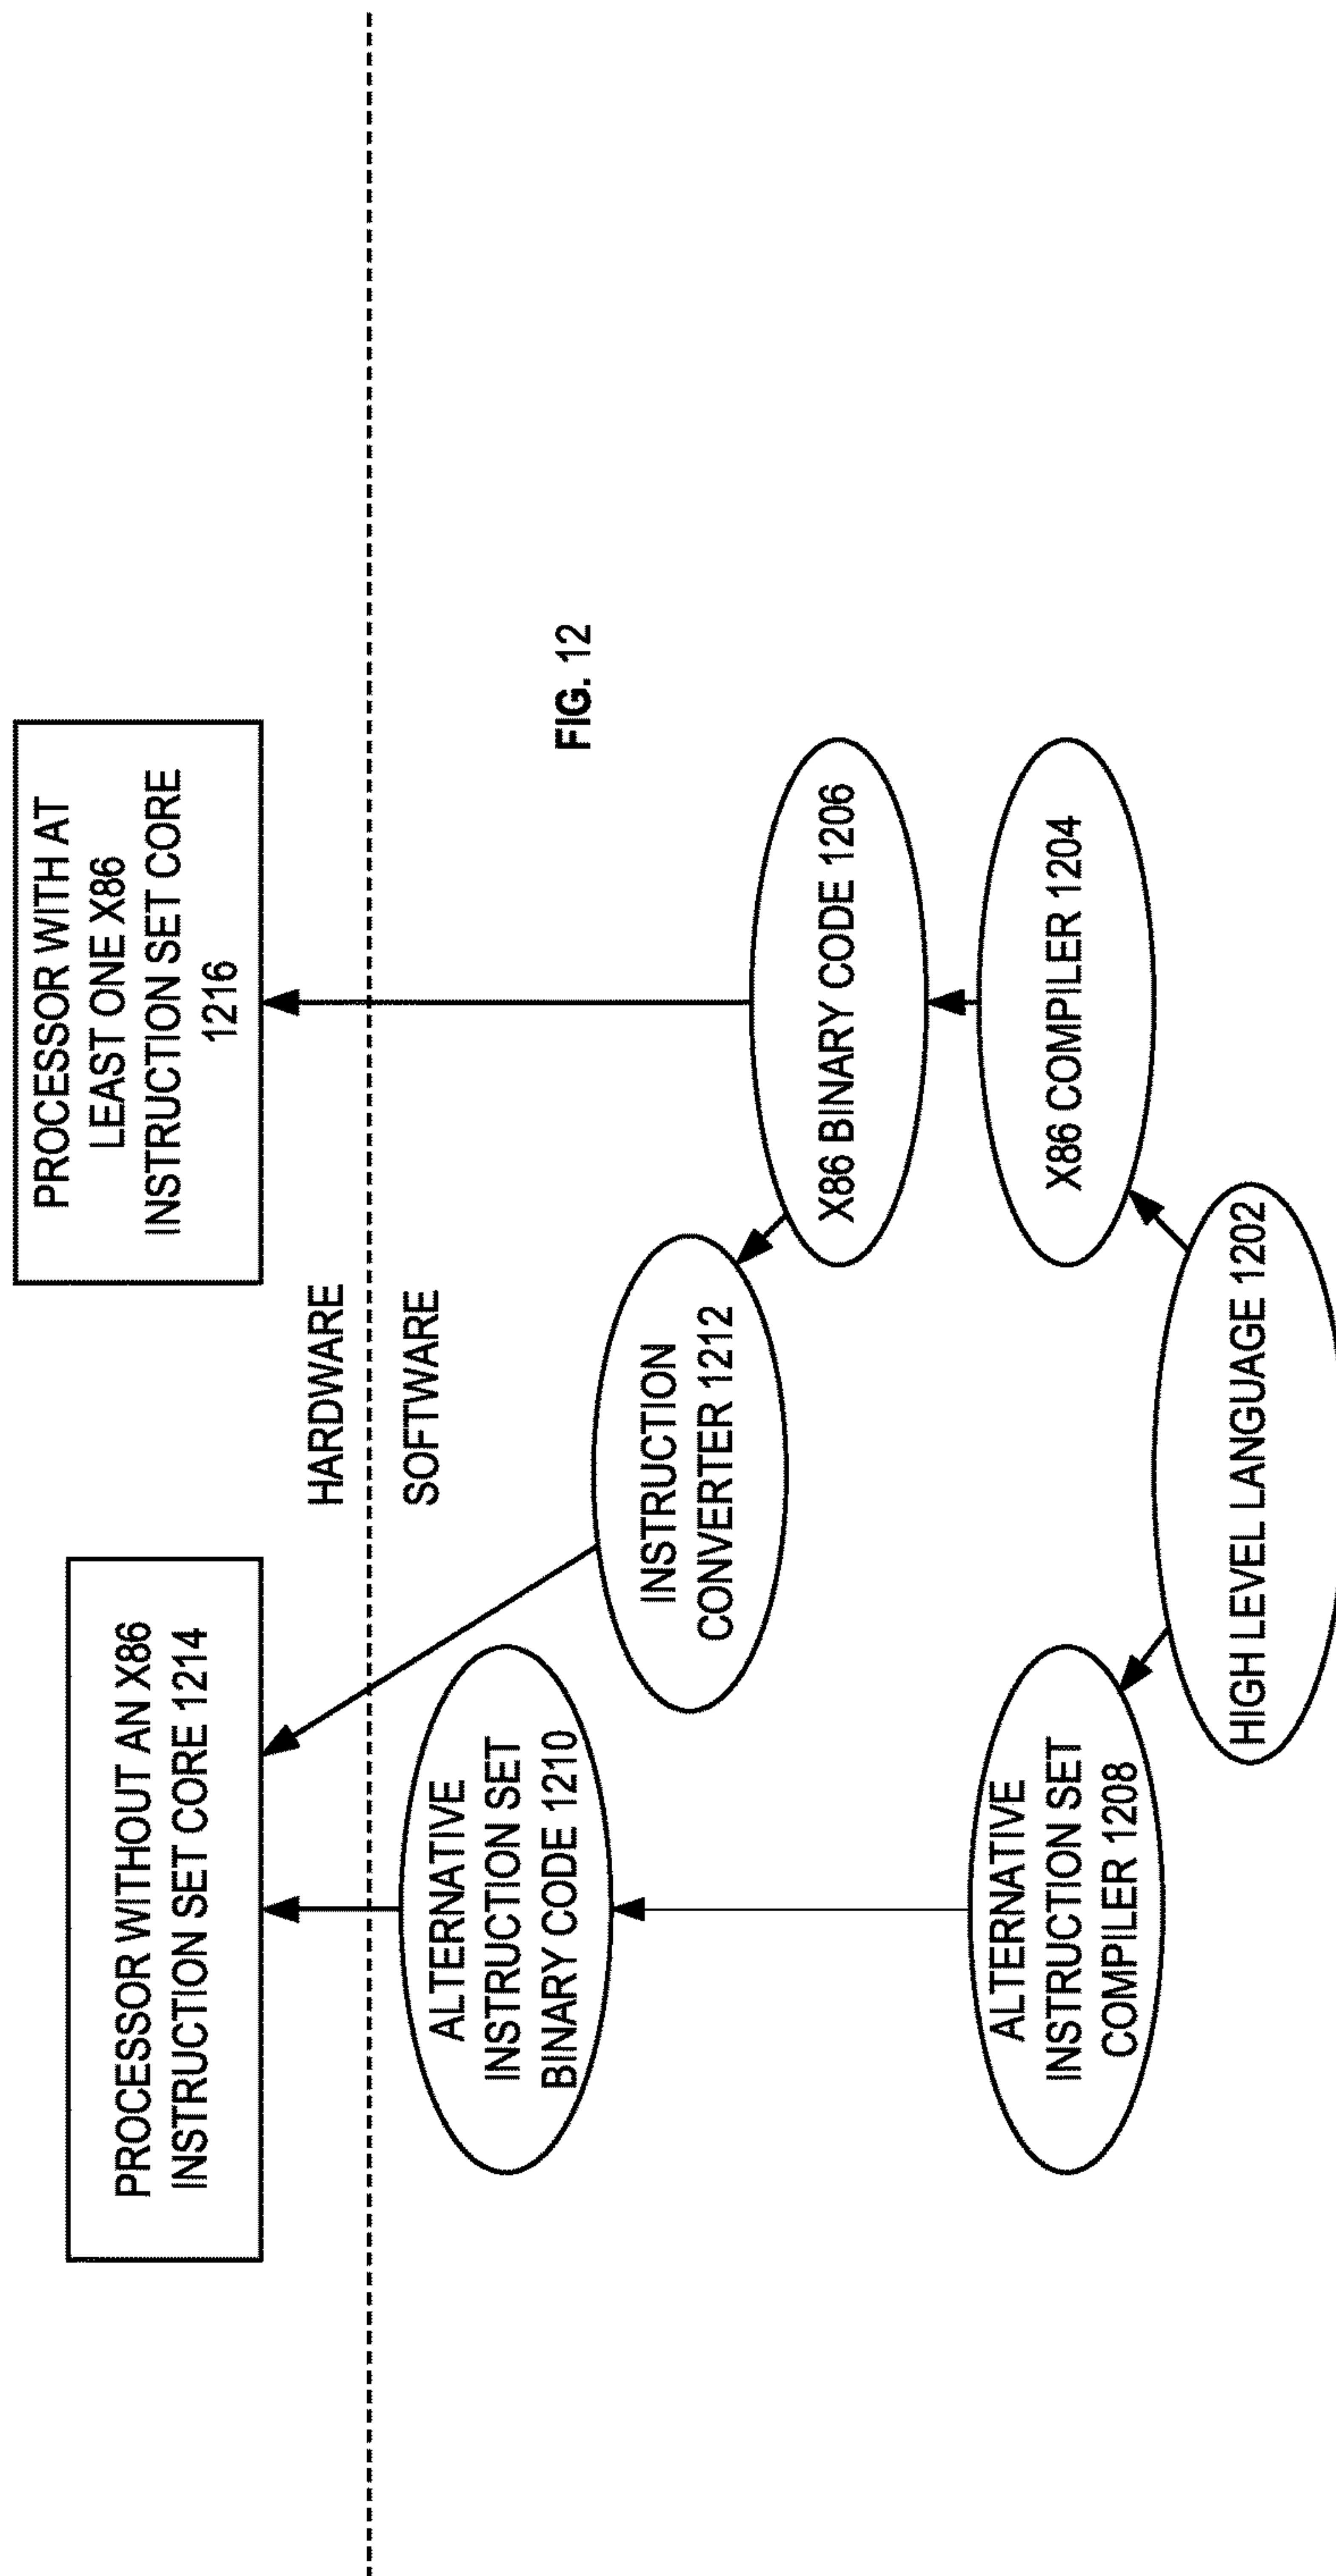 PROCESSOR WITHOUT AN X86
INSTRUCTION SET CORE 1214
PROCESSOR WITH AT
LEAST ONE X86
INSTRUCTION SET CORE
1216
HARDWARE
SOFTWARE
ALTERNATIVE
INSTRUCTION SET
BINARY CODE 1210
INSTRUCTION
CONVERTER 1212
FIG. 12
X86 BINARY CODE 1206
ALTERNATIVE
INSTRUCTION SET
COMPILER 1208
X86 COMPILER 1204
HIGH LEVEL LANGUAGE 1202